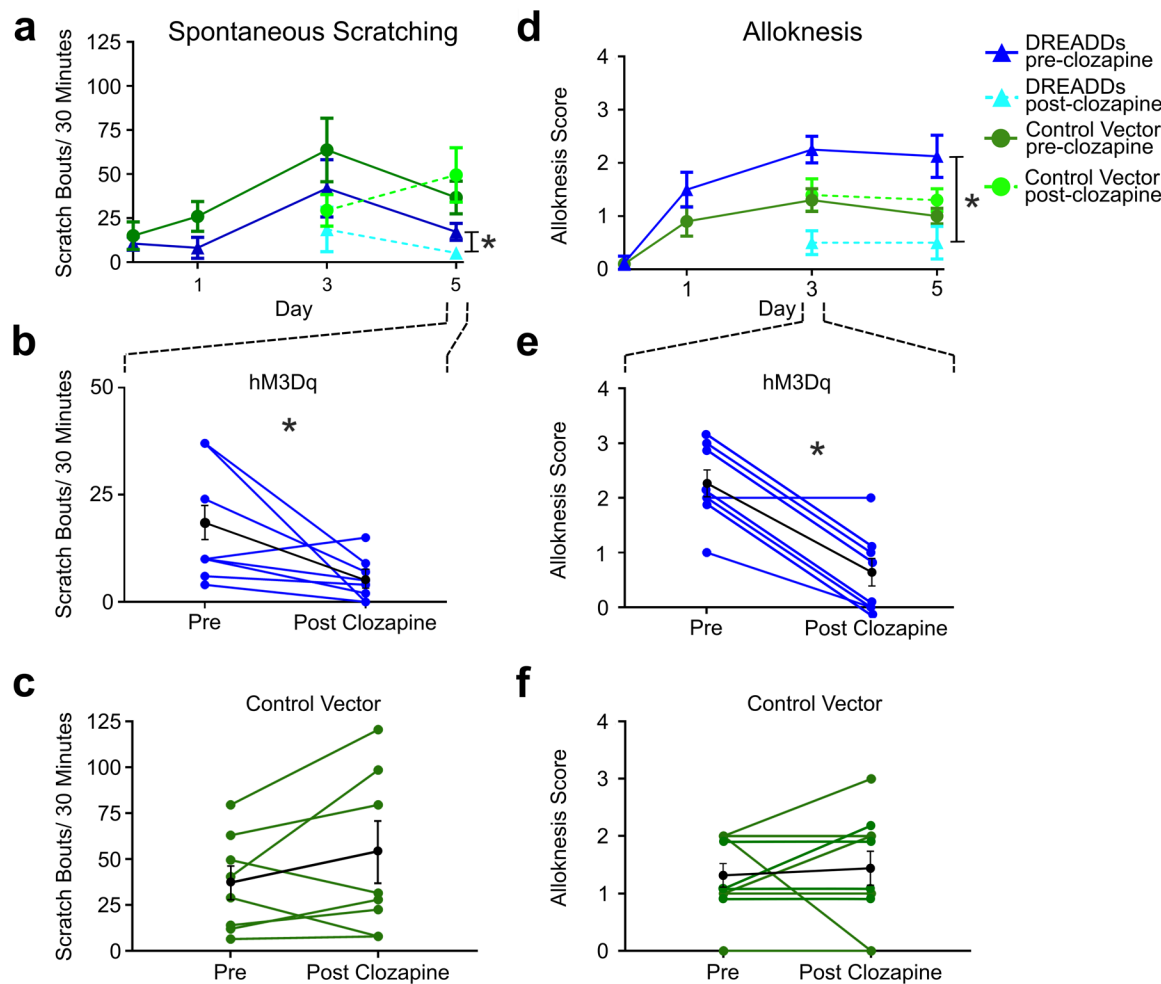 a
Spontaneous Scratching
Scratch Bouts/ 30 Minutes
125
100
75
50
25
0
1
3
5
Day
*
d
Alloknesis
Alloknesis Score
4
3
2
1
0
1
3
5
Day
*
DREADDs
pre-clozapine
DREADDs
post-clozapine
Control Vector
pre-clozapine
Control Vector
post-clozapine
b
hM3Dq
Scratch Bouts/ 30 Minutes
50
25
0
*
Pre
Post Clozapine
e
hM3Dq
Alloknesis Score
4
3
2
1
0
*
Pre
Post Clozapine
c
Control Vector
Scratch Bouts/ 30 Minutes
125
100
75
50
25
0
Pre
Post Clozapine
f
Control Vector
Alloknesis Score
4
3
2
1
0
Pre
Post Clozapine